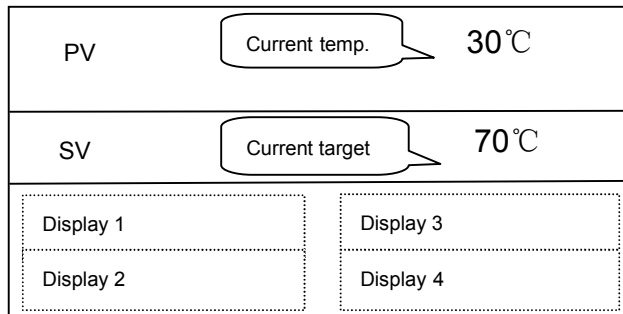 PV Current temp. 30℃
SV Current target 70℃
Display 1 Display 3
Display 2 Display 4